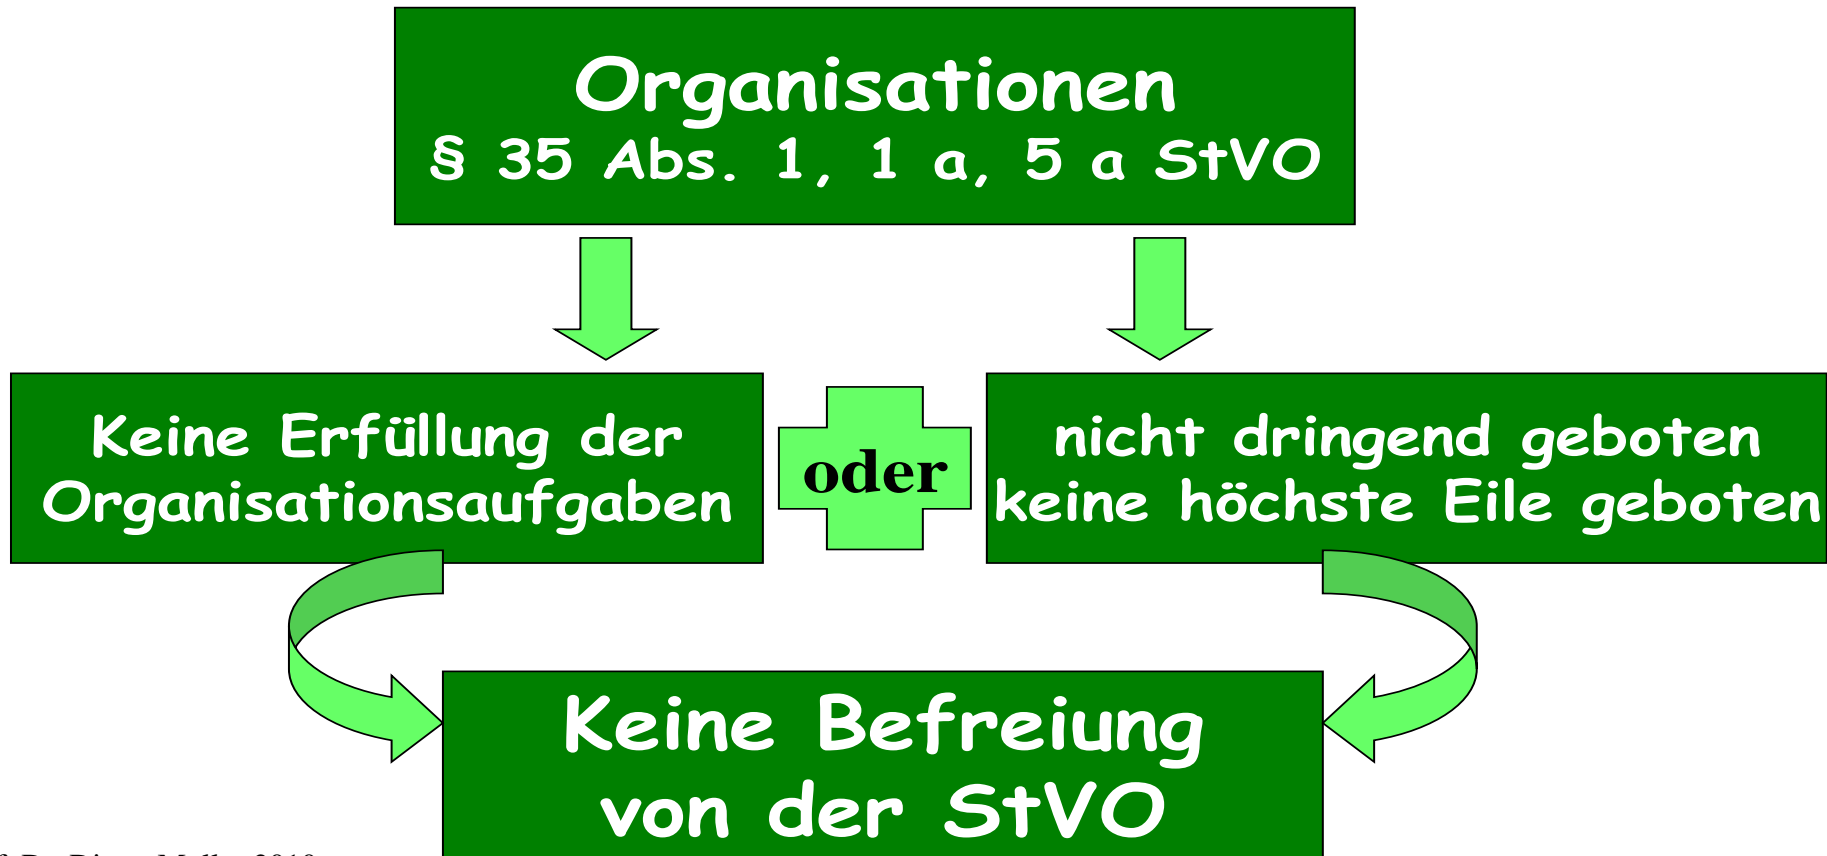 Organisationen
§ 35 Abs. 1, 1 a, 5 a StVO
Keine Erfüllung der
Organisationsaufgaben
oder
nicht dringend geboten
keine höchste Eile geboten
Keine Befreiung
von der StVO